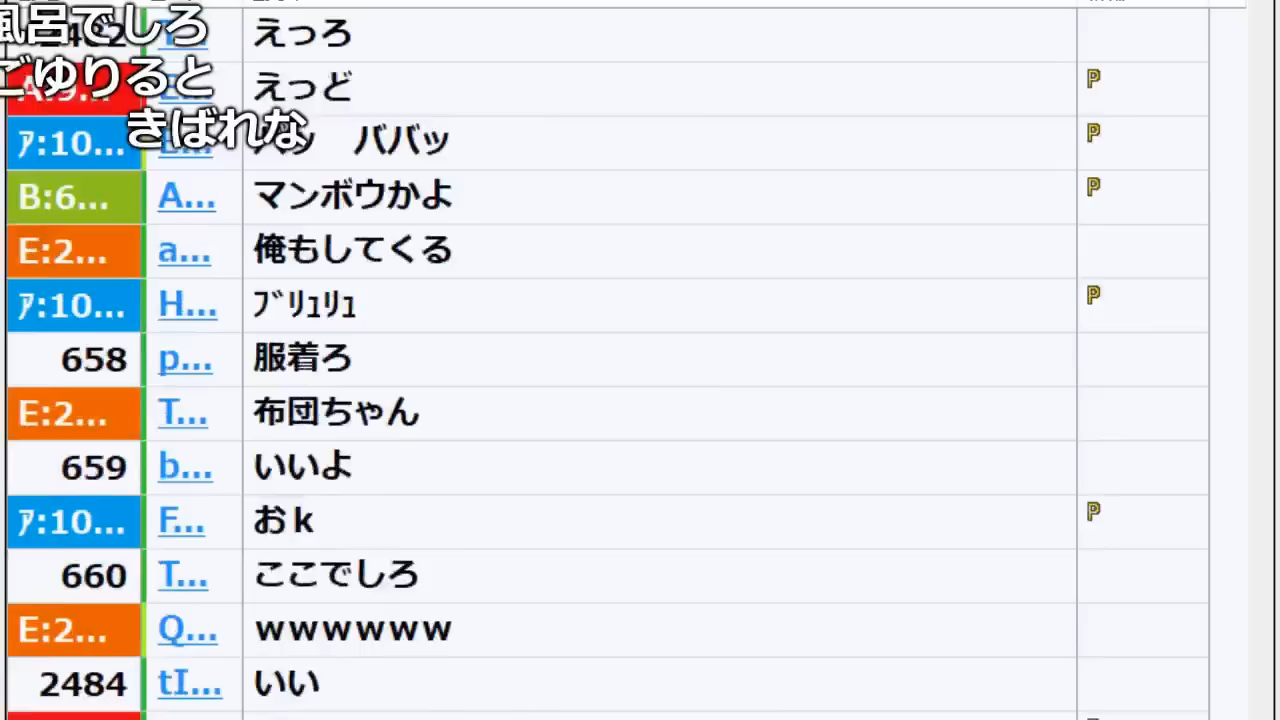 風呂でしろ
えっろ
ごゆりると
えっど
P
ｱ:10...
きばれな
ババッ
P
B:6...
A...
マンボウかよ
P
E:2...
a...
俺もしてくる
ｱ:10...
H...
ﾌﾞﾘｭﾘｭ
P
658
p...
服着ろ
E:2...
T...
布団ちゃん
659
b...
いいよ
ｱ:10...
F...
おｋ
P
660
T...
ここでしろ
E:2...
Q...
ｗｗｗｗｗｗ
2484
tI...
いい